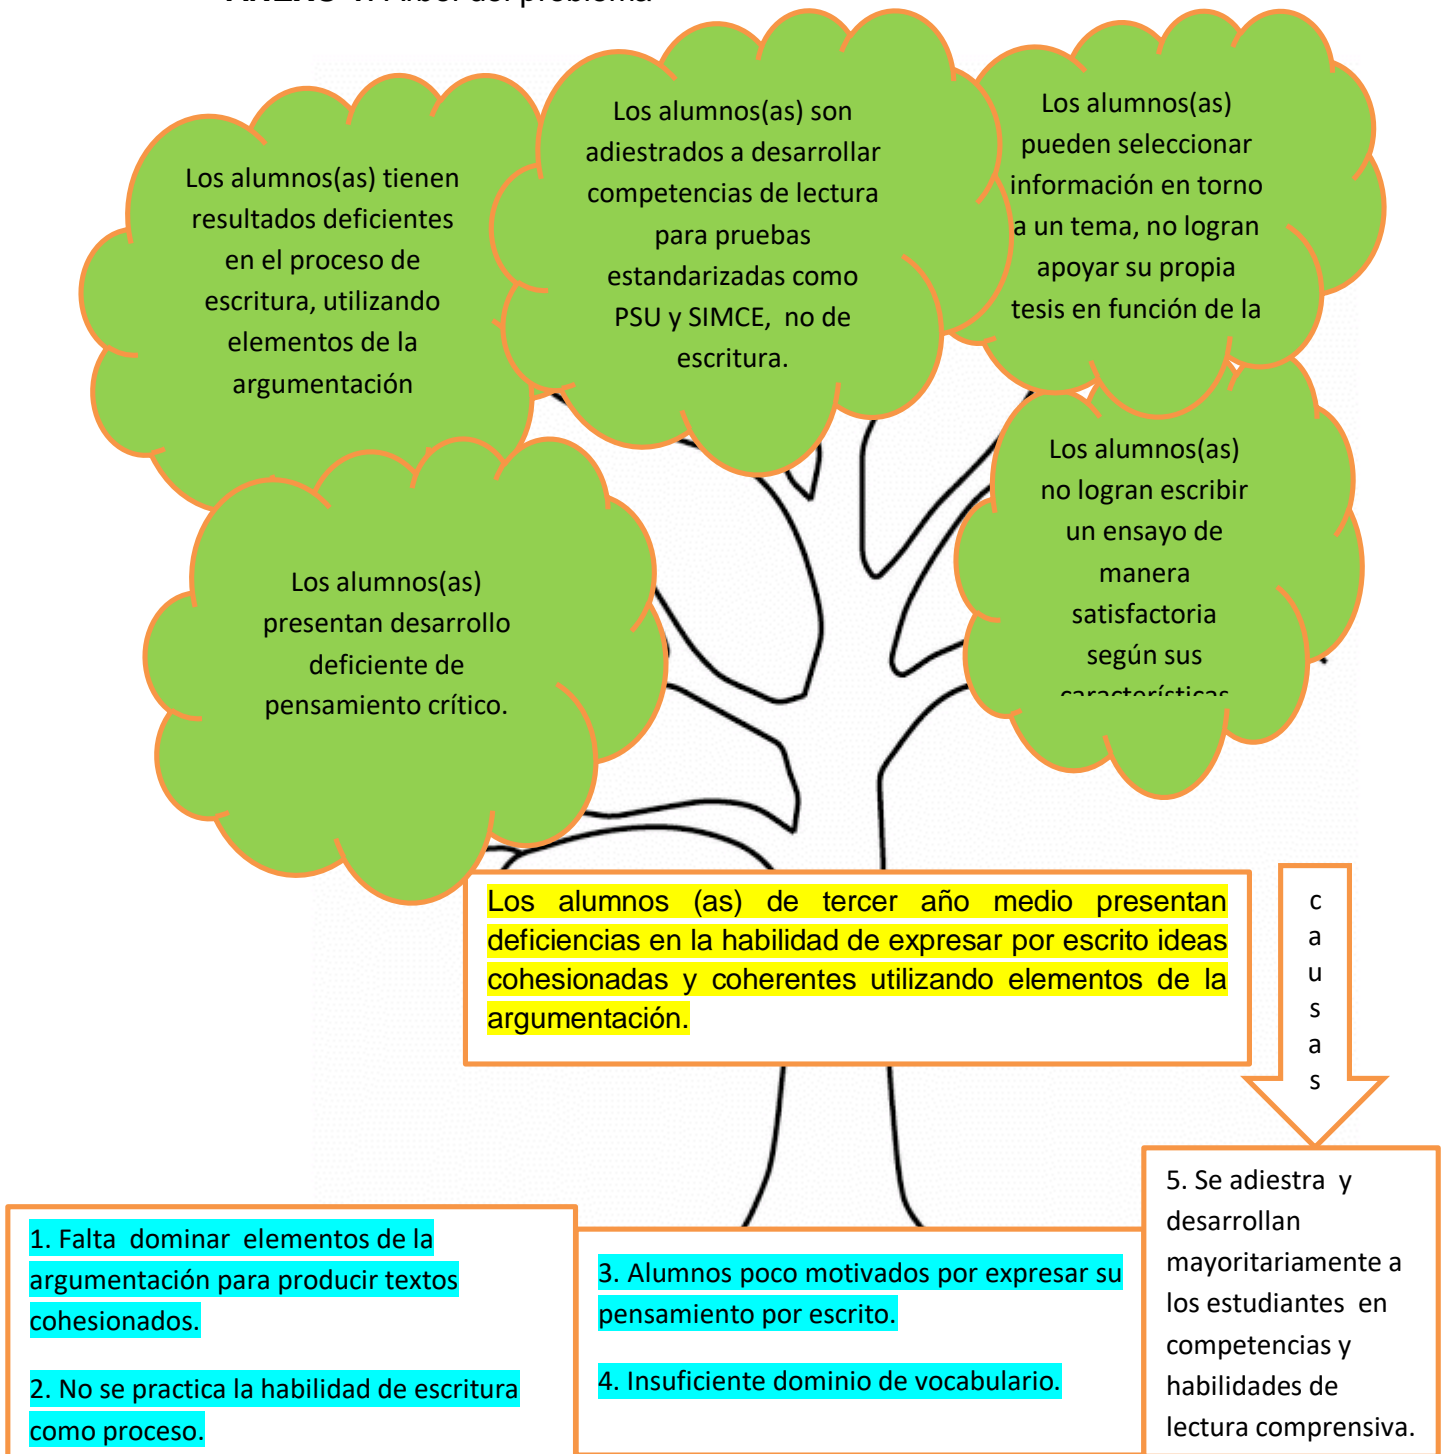 Los alumnos(as) tienen
resultados deficientes
en el proceso de
escritura, utilizando
elementos de la
argumentación
Los alumnos(as) son
adiestrados a desarrollar
competencias de lectura
para pruebas
estandarizadas como
PSU y SIMCE, no de
escritura.
Los alumnos(as)
pueden seleccionar
información en torno
a un tema, no logran
apoyar su propia
tesis en función de la
Los alumnos(as)
presentan desarrollo
deficiente de
pensamiento crítico.
Los alumnos(as)
no logran escribir
un ensayo de
manera
satisfactoria
según sus
características
Los alumnos (as) de tercer año medio presentan
deficiencias en la habilidad de expresar por escrito ideas
cohesionadas y coherentes utilizando elementos de la
argumentación.
c
a
u
s
a
s
1. Falta dominar elementos de la
argumentación para producir textos
cohesionados.
2. No se practica la habilidad de escritura
como proceso.
3. Alumnos poco motivados por expresar su
pensamiento por escrito.
4. Insuficiente dominio de vocabulario.
5. Se adiestra y
desarrollan
mayoritariamente a
los estudiantes en
competencias y
habilidades de
lectura comprensiva.